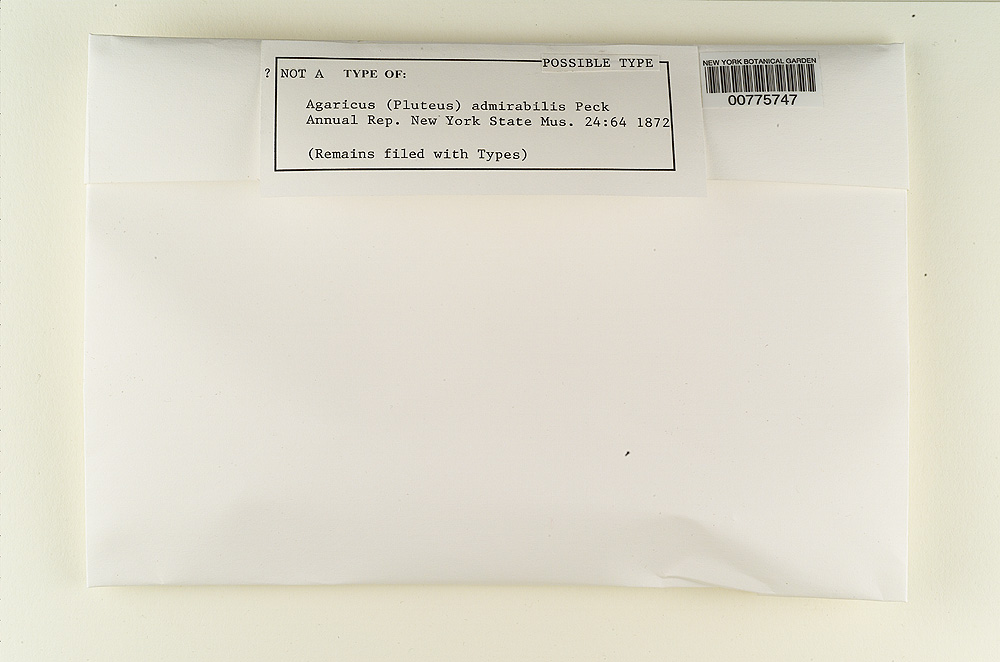 POSSIBLE TYPE
? NOT A TYPE OF:
Agaricus (Pluteus) admirabilis Peck
Annual Rep. New York State Mus. 24:64 1872
(Remains filed with Types)
NEW YORK BOTANICAL GARDEN
00775747